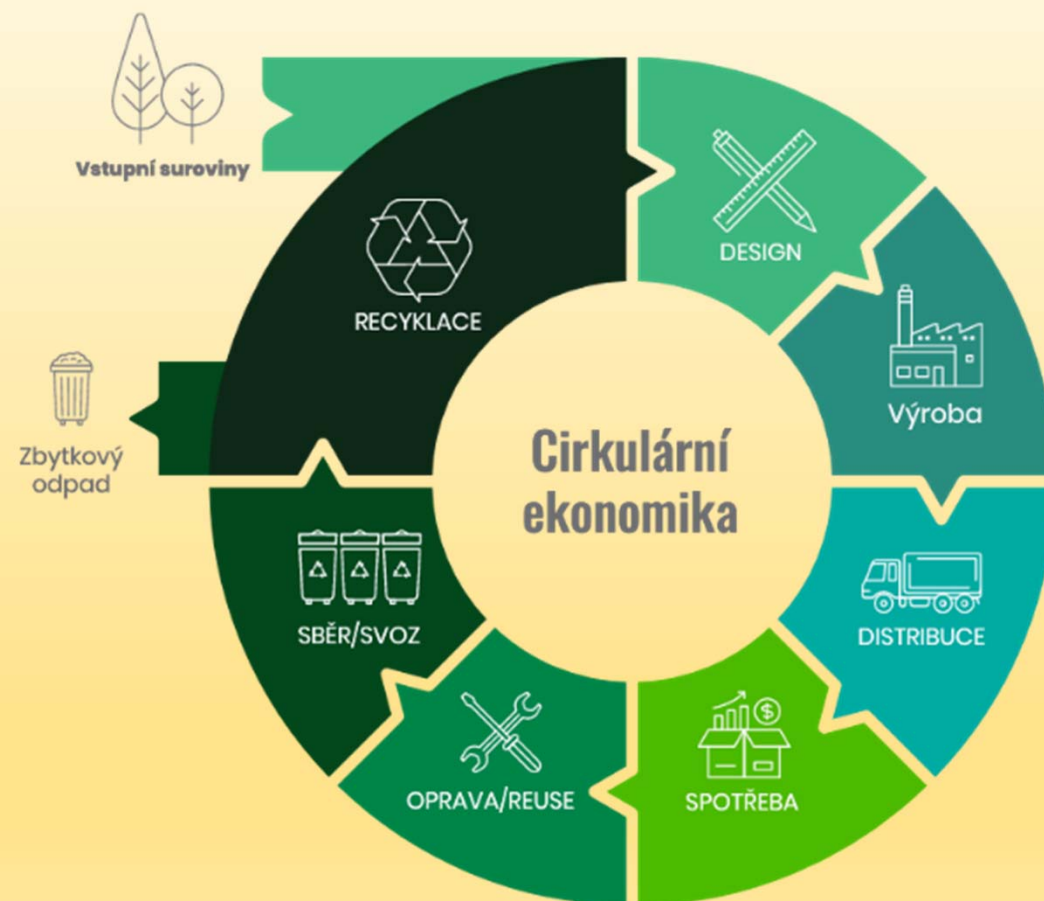 Vstupní suroviny
DESIGN
RECYKLACE
Výroba
Cirkulární
ekonomika
Zbytkový
odpad
DISTRIBUCE
SBĚR/SVOZ
OPRAVA/REUSE
SPOTŘEBA
$